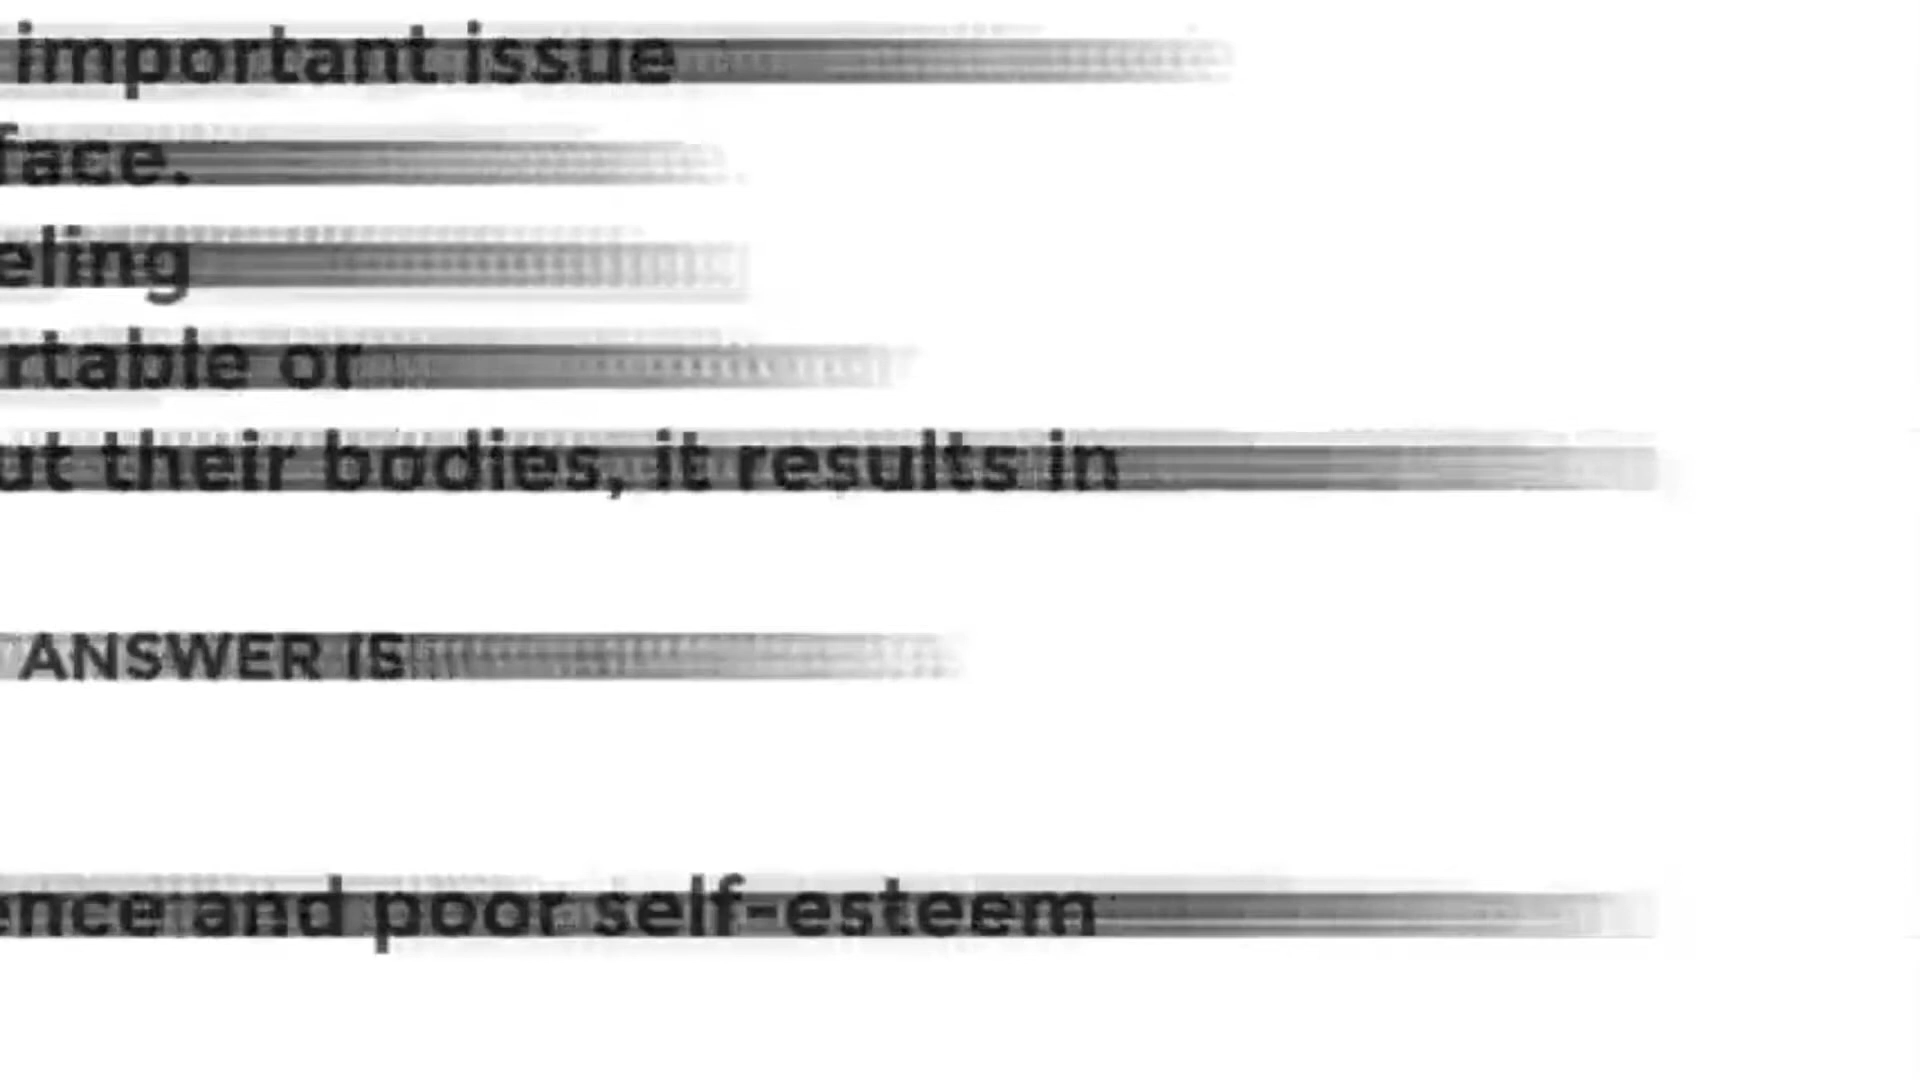 important issue
face.
eling
rtable or
ut their bodies, it results in
ANSWER IS
ence and poor self-esteem